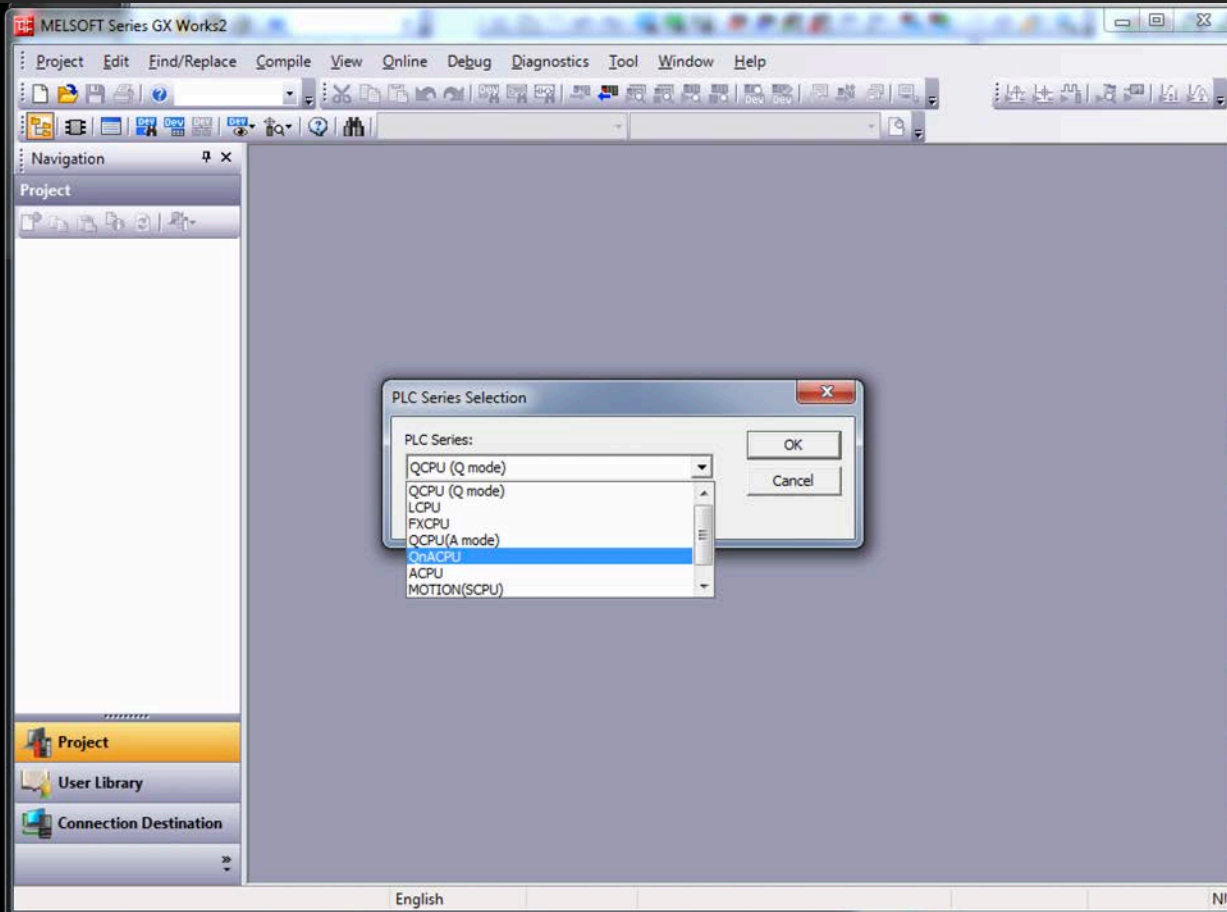 MELSOFT Series GX Works2
Project Edit Find/Replace Compile View Online Debug Diagnostics Tool Window Help
Navigation
Project
PLC Series Selection
PLC Series:
OK
QCPU (Q mode)
Cancel
QCPU (Q mode)
LCPU
FXCPU
QCPU(A mode)
QnACPU
ACPU
MOTION(SCPU)
Project
User Library
Connection Destination
English